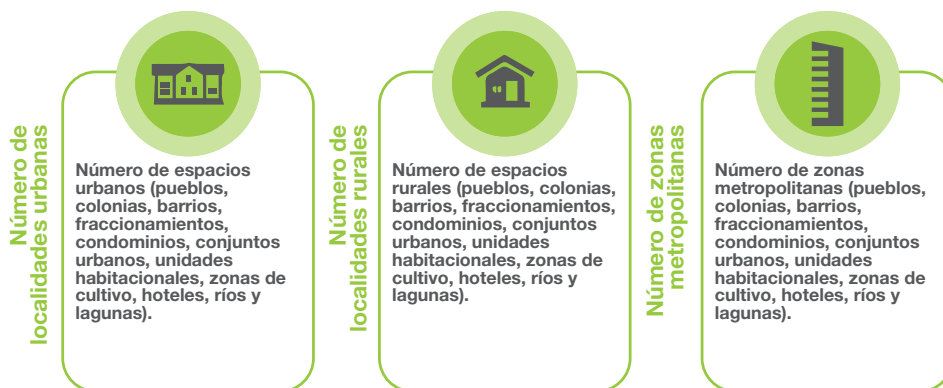 Número de
localidades urbanas
Número de espacios
urbanos (pueblos,
colonias, barrios,
fraccionamientos,
condominios, conjuntos
urbanos, unidades
habitacionales, zonas de
cultivo, hoteles, ríos y
lagunas).
Número de
localidades rurales
Número de espacios
rurales (pueblos, colonias,
barrios, fraccionamientos,
condominios, conjuntos
urbanos, unidades
habitacionales, zonas de
cultivo, hoteles, ríos y
lagunas).
Número de zonas
metropolitanas
Número de zonas
metropolitanas (pueblos,
colonias, barrios,
fraccionamientos,
condominios, conjuntos
urbanos, unidades
habitacionales, zonas de
cultivo, hoteles, ríos y
lagunas).